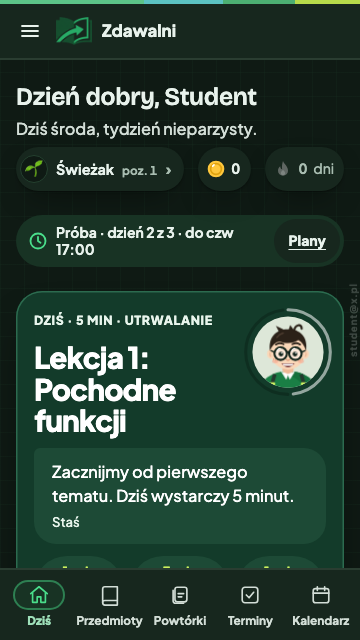 Zdawalni
Dzień dobry, Student
Dziś środa, tydzień nieparzysty.
Świeżak poz. 1 ›
0
0 dni
Próba · dzień 2 z 3 · do czw
17:00
Plany
student@x.pl
DZIŚ · 5 MIN · UTRWALANIE
Lekcja 1:
Pochodne
funkcji
Zacznijmy od pierwszego
tematu. Dziś wystarczy 5 minut.
Staś
Dziś
Przedmioty
Powtórki
Terminy
Kalendarz